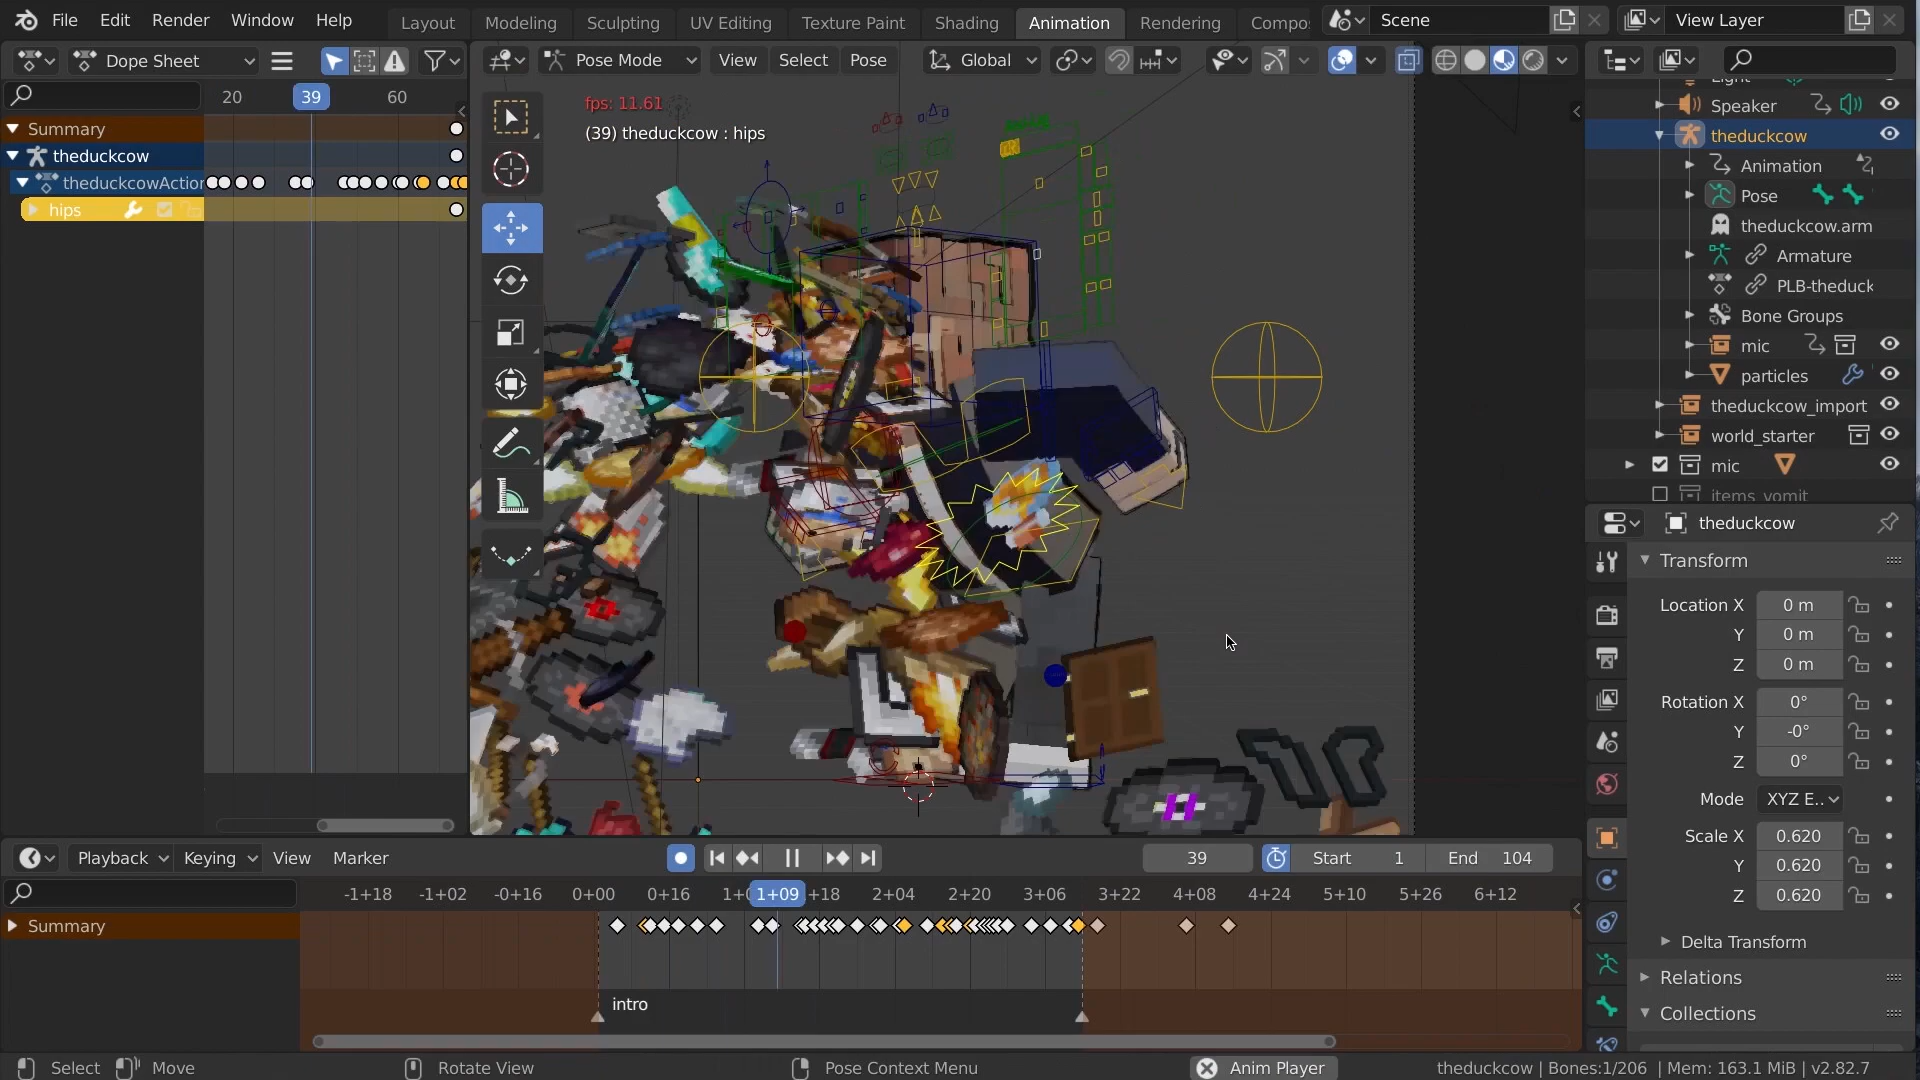 File Edit Render Window Help Layout Modeling Sculpting UV Editing Texture Paint Shading Animation Rendering Compo Scene View Layer
Dope Sheet Pose Mode View Select Pose Global
20 39 60
Summary
theduckcow
theduckcowAction
hips
fps: 11.61
(39) theduckcow : hips
Light
Speaker
theduckcow
Animation
Pose
theduckcow.arm
Armature
PLB-theduck
Bone Groups
mic
particles
theduckcow_import
world_starter
mic
items_vomit
theduckcow
Transform
Location X 0 m
Y 0 m
Z 0 m
Rotation X 0°
Y -0°
Z 0°
Mode XYZ E..
Scale X 0.620
Y 0.620
Z 0.620
Delta Transform
Relations
Collections
Playback Keying View Marker 39 Start 1 End 104
-1+18 -1+02 -0+16 0+00 0+16 1+09 +18 2+04 2+20 3+06 3+22 4+08 4+24 5+10 5+26 6+12
Summary
intro
Select Move Rotate View Pose Context Menu Anim Player theduckcow | Bones:1/206 | Mem: 163.1 MiB | v2.82.7